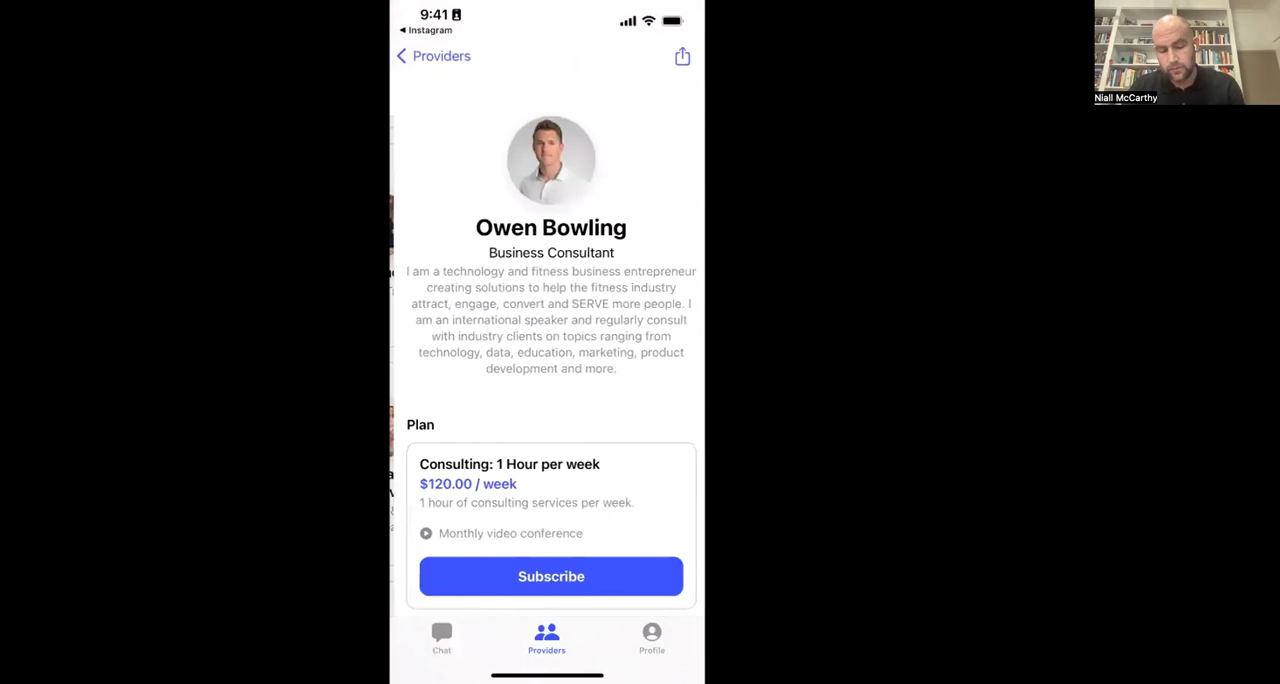 9:41
Instagram
Providers
Niall McCarthy
Owen Bowling
Business Consultant
I am a technology and fitness business entrepreneur
creating solutions to help the fitness industry
attract, engage, convert and SERVE more people. I
am an international speaker and regularly consult
with industry clients on topics ranging from
technology, data, education, marketing, product
development and more.
Plan
Consulting: 1 Hour per week
$120.00 / week
1 hour of consulting services per week.
Monthly video conference
Subscribe
Chat
Providers
Profile